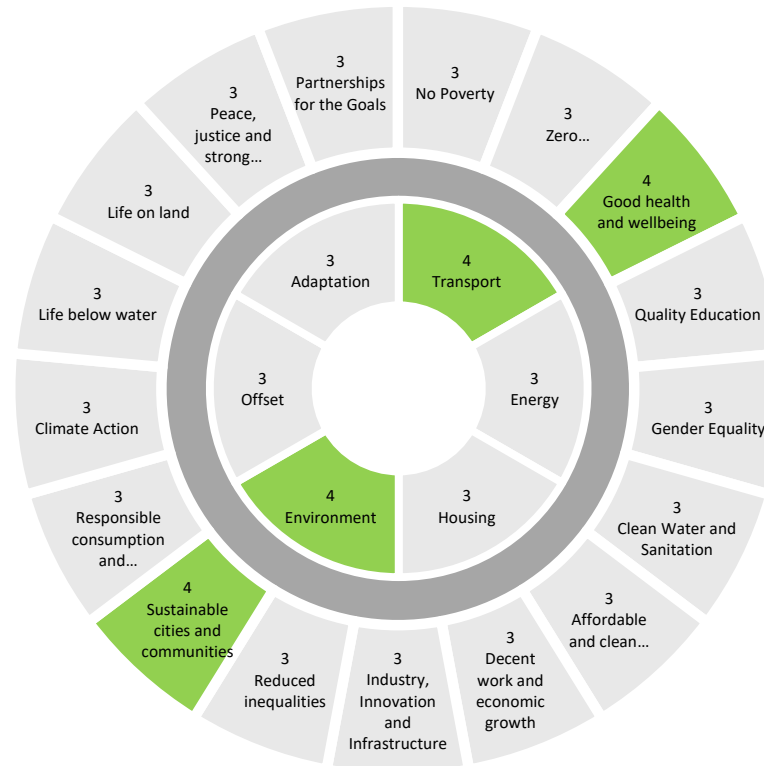 3
No Poverty
3
Zero…
4
Good health
and wellbeing
3
Quality Education
3
Gender Equality
3
Clean Water and
Sanitation
3
Affordable
and clean…
3
Decent
work and
economic
growth
3
Industry,
Innovation
and
Infrastructure
3
Reduced
inequalities
4
Sustainable
cities and
communities
3
Responsible
consumption
and…
3
Climate Action
3
Life below water
3
Life on land
3
Peace,
justice and
strong…
3
Partnerships
for the Goals
4
Transport
3
Energy
3
Housing
4
Environment
3
Offset
3
Adaptation